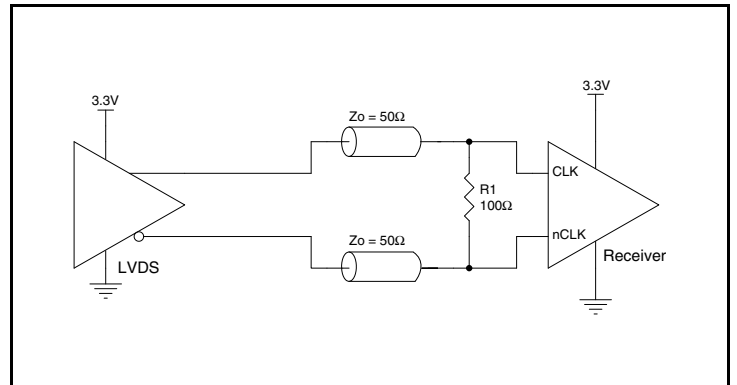 3.3V
3.3V
Zo = 50Ω
CLK
R1
100Ω
Zo = 50Ω
nCLK
LVDS
Receiver